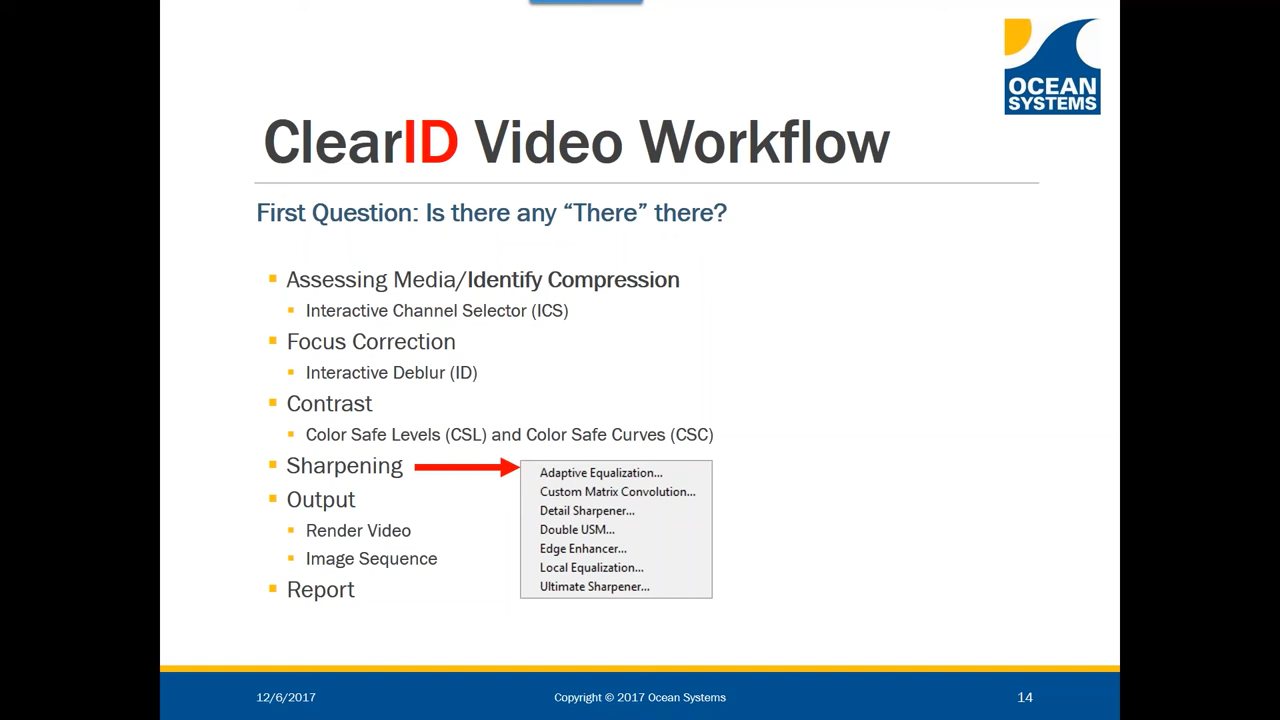 OCEAN
SYSTEMS
ClearID Video Workflow
First Question: Is there any “There” there?
Assessing Media/Identify Compression
Interactive Channel Selector (ICS)
Focus Correction
Interactive Deblur (ID)
Contrast
Color Safe Levels (CSL) and Color Safe Curves (CSC)
Sharpening
Adaptive Equalization...
Custom Matrix Convolution...
Detail Sharpener...
Double USM...
Edge Enhancer...
Local Equalization...
Ultimate Sharpener...
Output
Render Video
Image Sequence
Report
12/6/2017
Copyright © 2017 Ocean Systems
14